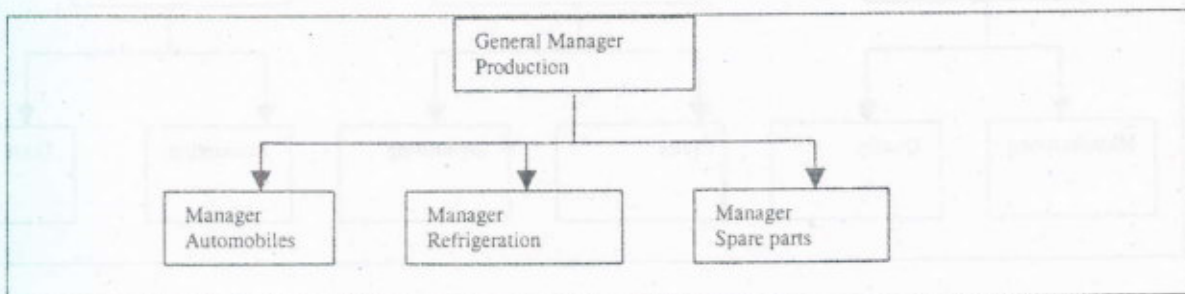 General Manager
Production
Manager
Automobiles
Manager
Refrigeration
Manager
Spare parts